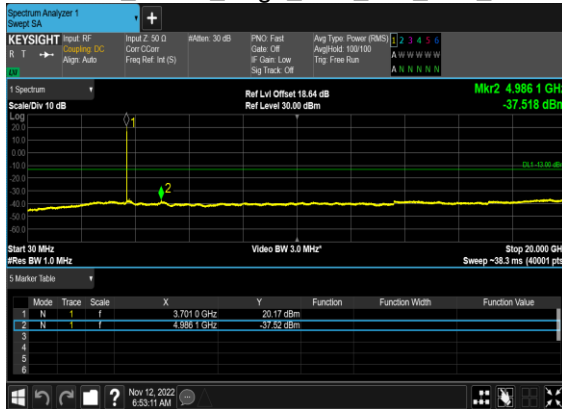 Spectrum Analyzer 1
Swept SA
+
KEYSIGHT Input: RF Input Z: 50 Ω #Atten: 30 dB PNO: Fast Avg Type: Power (RMS) 1 2 3 4 5 6
R T Coupling: DC Corr CCorr Gate: Off Avg|Hold: 100/100 A W W W W W
Align: Auto Freq Ref: Int (S) IF Gain: Low Trig: Free Run
Sig Track: Off A N N N N N
1 Spectrum Ref Lvl Offset 18.64 dB Mkr2 4.986 1 GHz
Scale/Div 10 dB Ref Level 30.00 dBm -37.518 dBm
Log
20.0
10.0
0.00
-10.0
DL1 -13.00 dBm
-20.0
-30.0
-40.0
-50.0
-60.0
1
2
Start 30 MHz Video BW 3.0 MHz* Stop 20.000 GHz
#Res BW 1.0 MHz Sweep ~38.3 ms (40001 pts)
5 Marker Table
Mode Trace Scale X Y Function Function Width Function Value
1 N 1 f 3.701 0 GHz 20.17 dBm
2 N 1 f 4.986 1 GHz -37.52 dBm
3
4
5
6
? Nov 12, 2022
6:53:11 AM